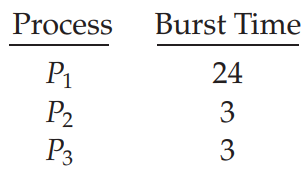 Process Burst Time
P₁ 24
P₂ 3
P₃ 3